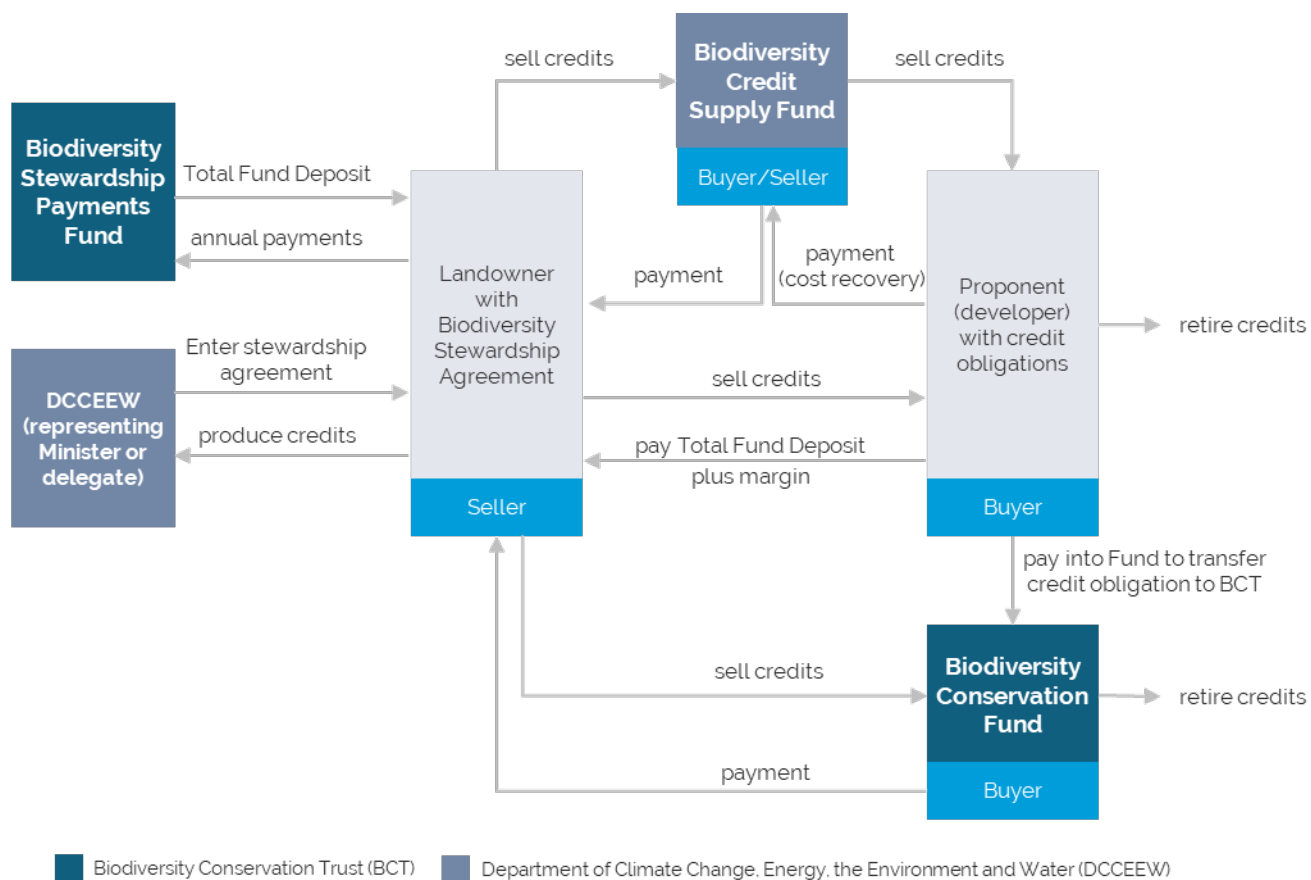 sell credits
Biodiversity
Credit
Supply Fund
Buyer/Seller
sell credits
Biodiversity
Stewardship
Payments
Fund
Total Fund Deposit
annual payments
DCCEEW
(representing
Minister or
delegate)
Enter stewardship
agreement
produce credits
Landowner
with
Biodiversity
Stewardship
Agreement
Seller
payment
payment
(cost recovery)
sell credits
pay Total Fund Deposit
plus margin
Proponent
(developer)
with credit
obligations
Buyer
retire credits
pay into Fund to transfer
credit obligation to BCT
sell credits
payment
Biodiversity
Conservation
Fund
Buyer
retire credits
Biodiversity Conservation Trust (BCT)
Department of Climate Change, Energy, the Environment and Water (DCCEEW)